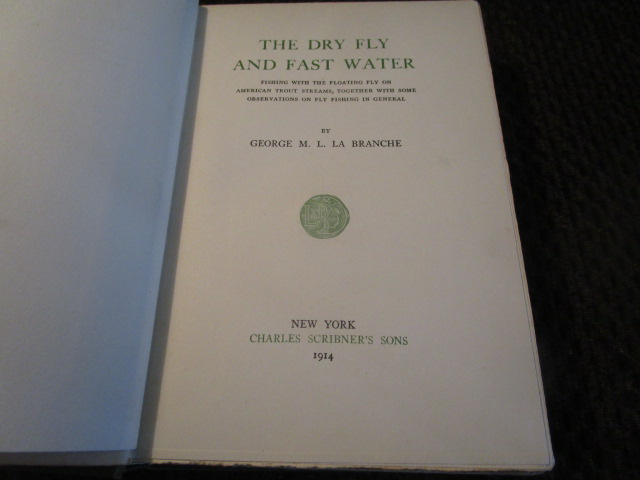 THE DRY FLY
AND FAST WATER
FISHING WITH THE FLOATING FLY ON
AMERICAN TROUT STREAMS, TOGETHER WITH SOME
OBSERVATIONS ON FLY FISHING IN GENERAL
BY
GEORGE M. L. LA BRANCHE
NEW YORK
CHARLES SCRIBNER'S SONS
1914